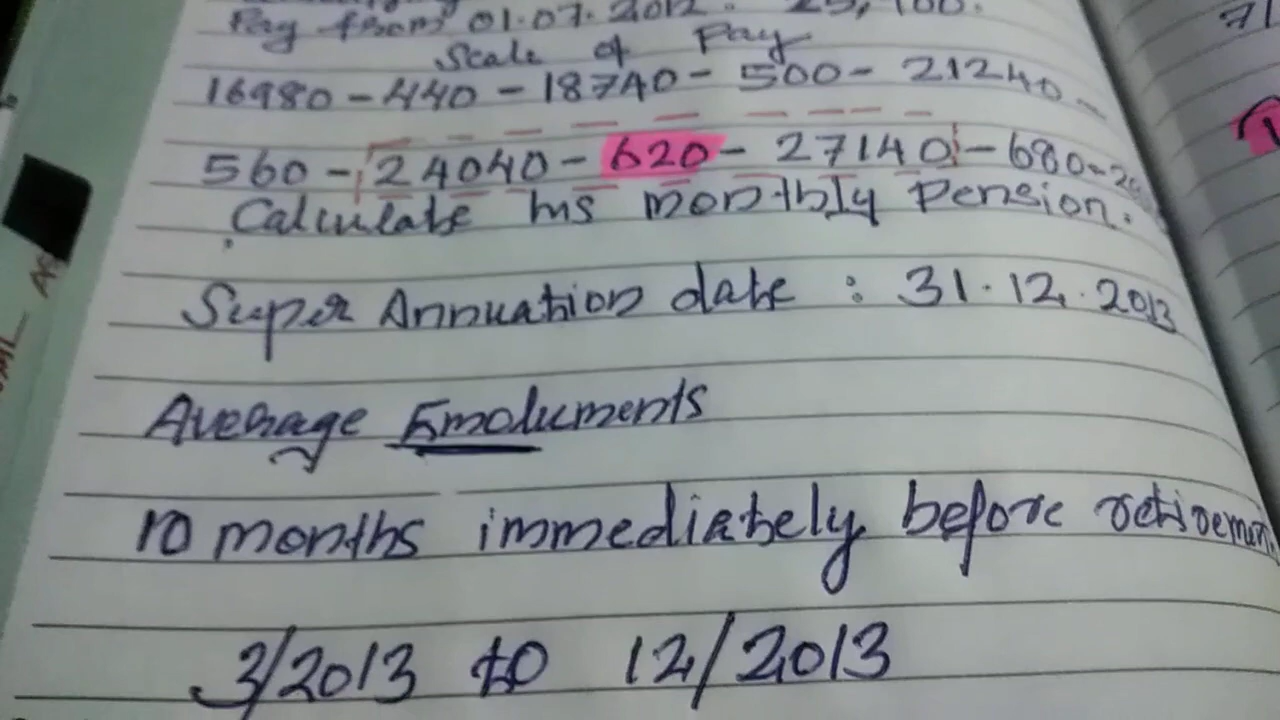 Pay from 01.07.2012.
Scale of Pay
16980 - 440 - 18740 - 500 - 21240 -
560 - 24040 - 620 - 27140 - 680 -
Calculate his monthly Pension.
Super Annuation date : 31.12.2013
Average Emoluments
10 months immediately before retiremen
3/2013 to 12/2013